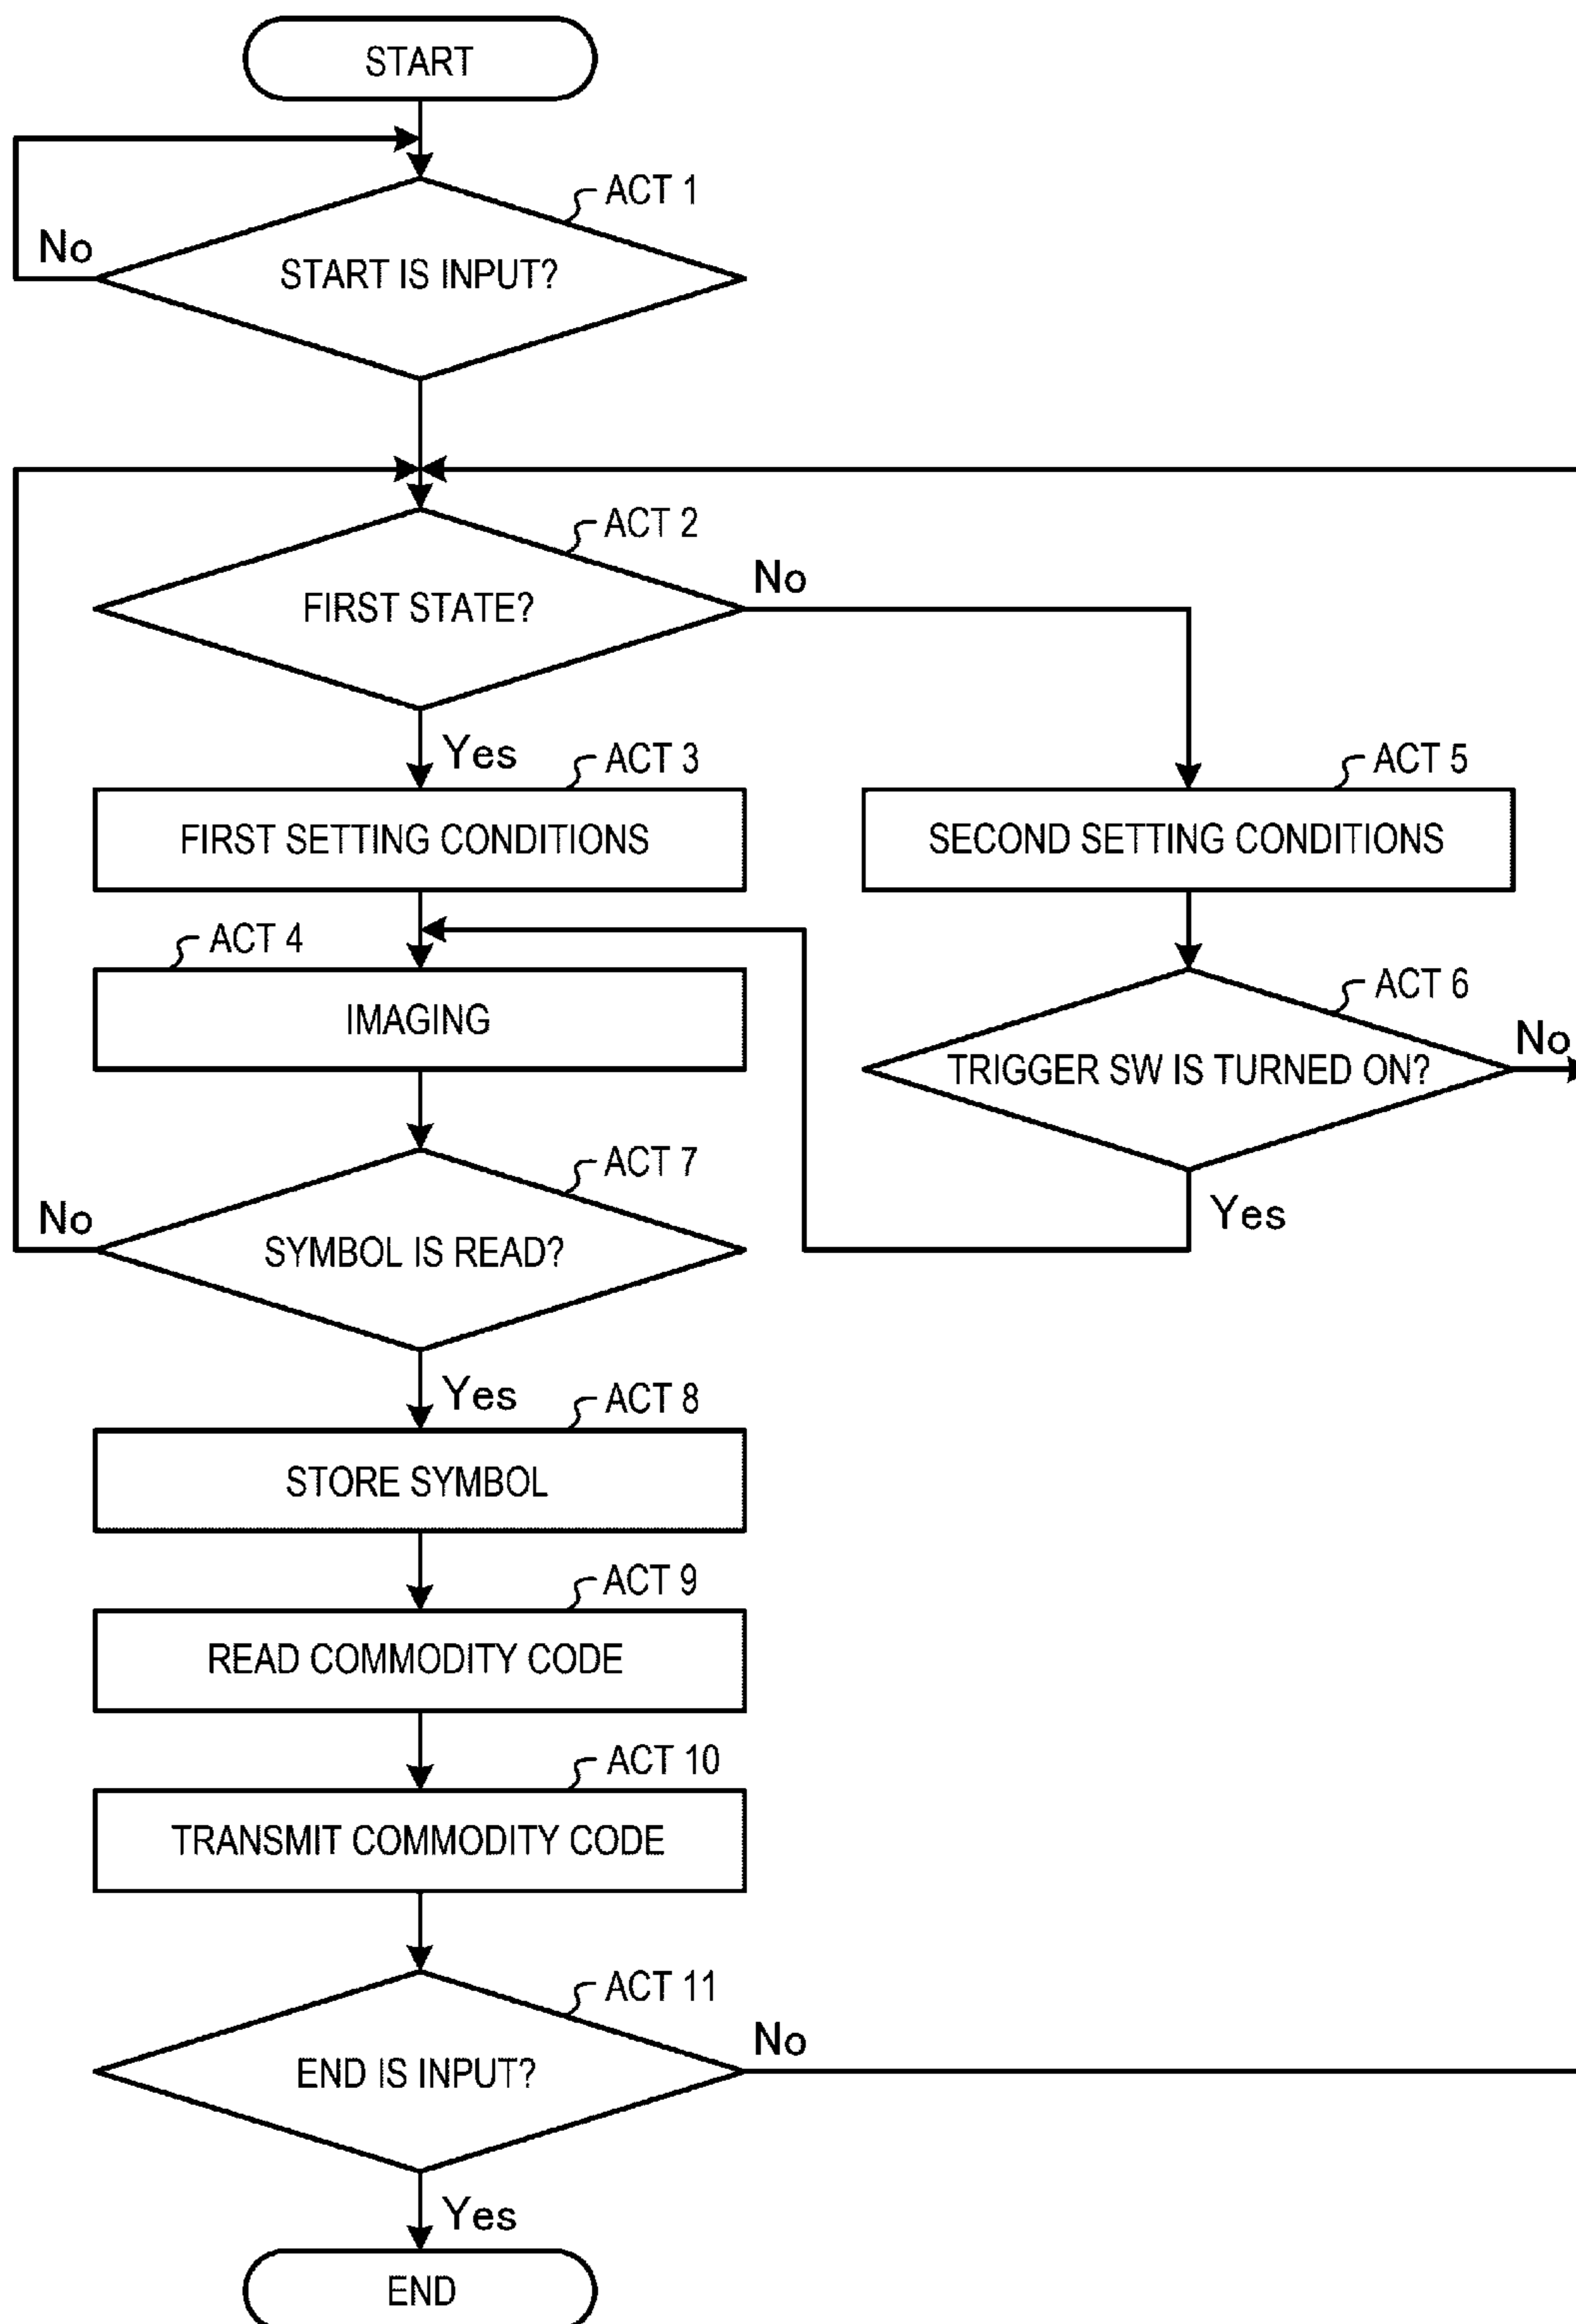 START
ACT 1
No
START IS INPUT?
ACT 2
No
FIRST STATE?
Yes
ACT 3
ACT 5
FIRST SETTING CONDITIONS
SECOND SETTING CONDITIONS
ACT 4
IMAGING
ACT 6
No
TRIGGER SW IS TURNED ON?
ACT 7
No
Yes
SYMBOL IS READ?
Yes
ACT 8
STORE SYMBOL
ACT 9
READ COMMODITY CODE
ACT 10
TRANSMIT COMMODITY CODE
ACT 11
No
END IS INPUT?
Yes
END